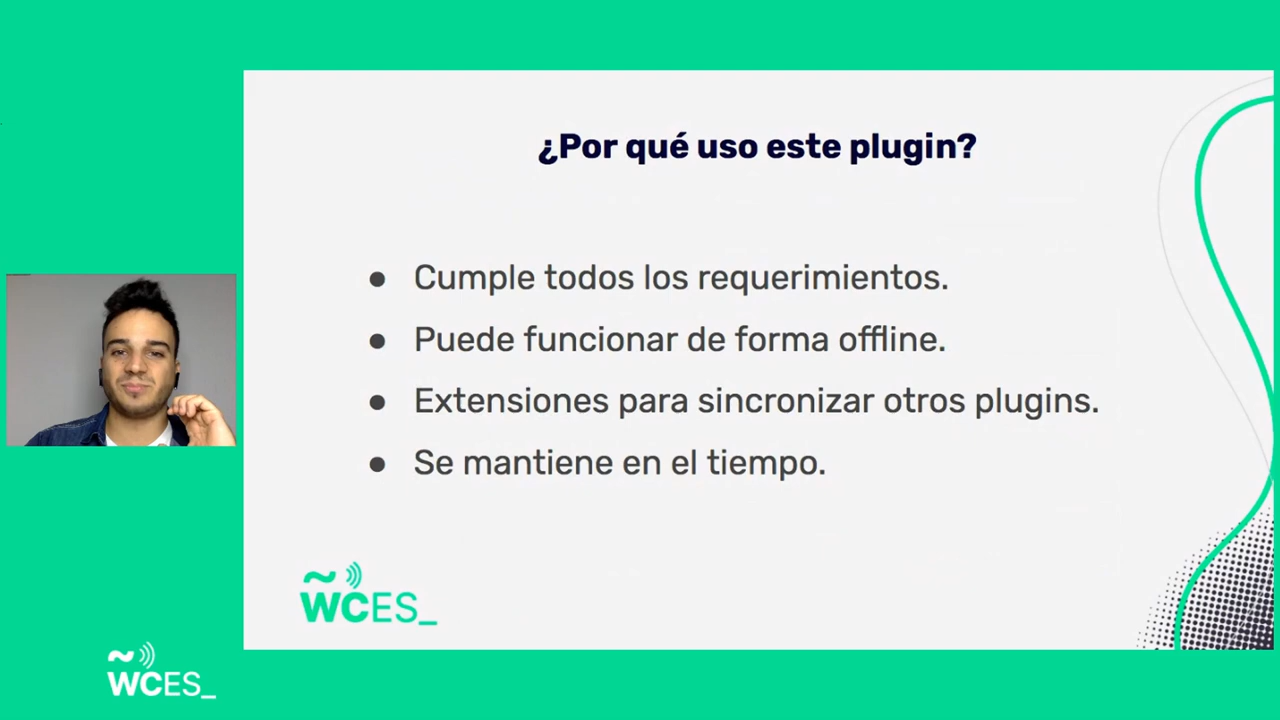 ¿Por qué uso este plugin?
● Cumple todos los requerimientos.
● Puede funcionar de forma offline.
● Extensiones para sincronizar otros plugins.
● Se mantiene en el tiempo.
~ WCES_
~ WCES_